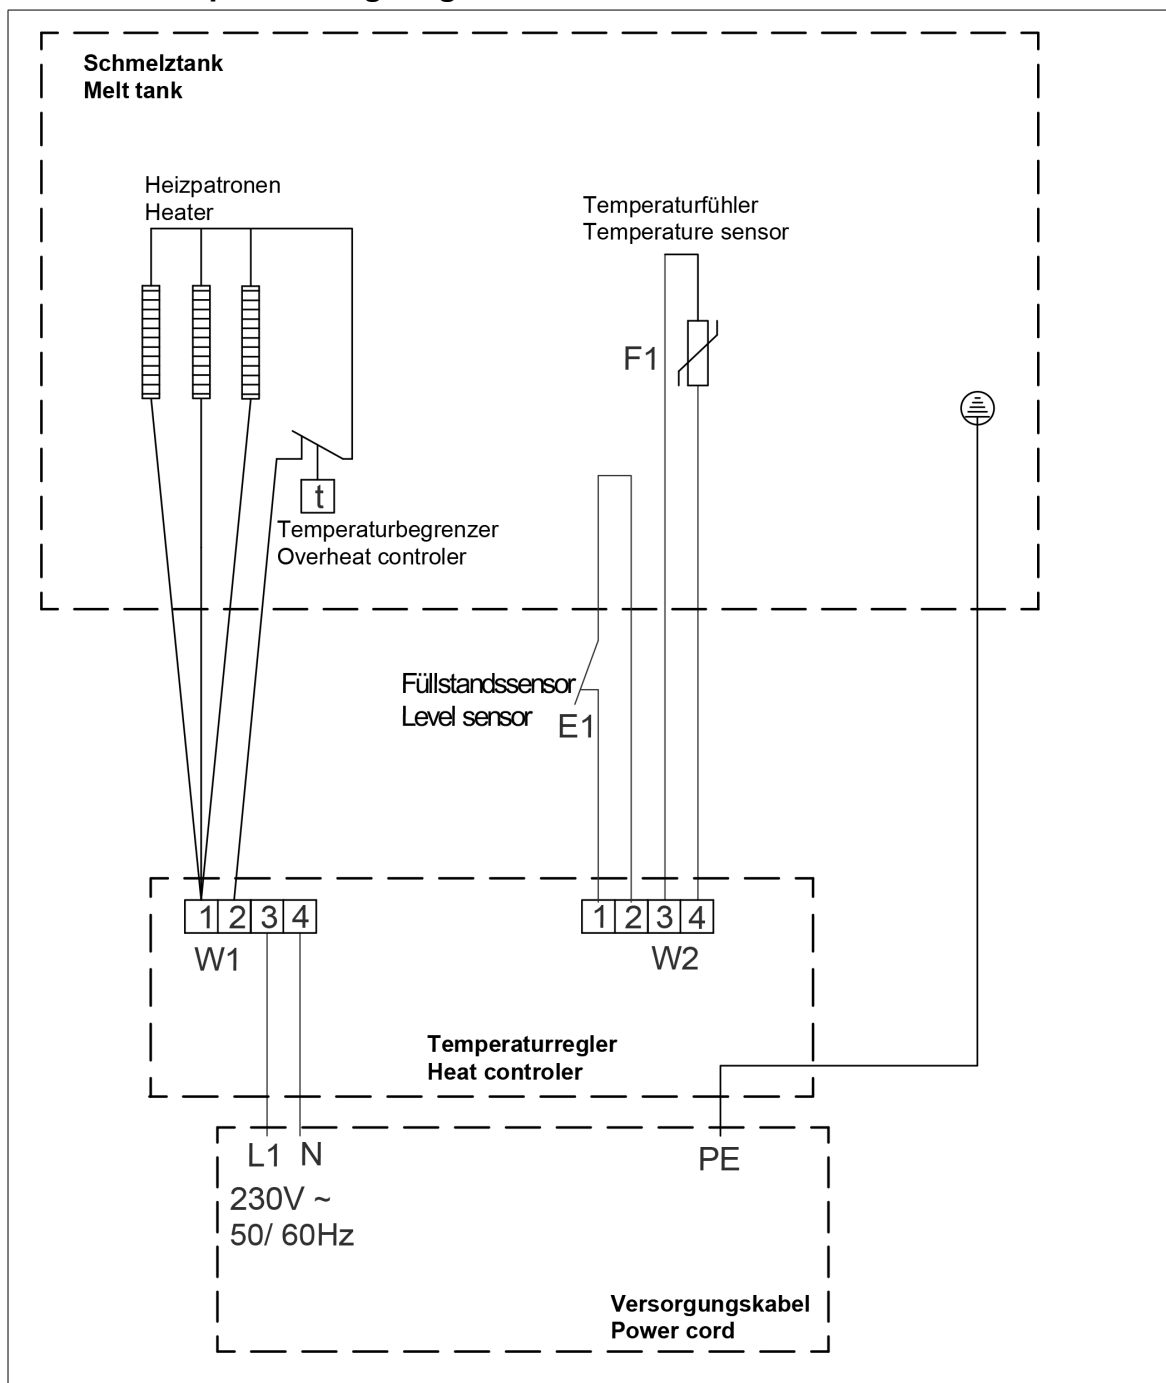 Schmelztank
Melt tank
Heizpatronen
Heater
Temperaturfühler
Temperature sensor
F1
t
Temperaturbegrenzer
Overheat controler
Füllstandssensor
Level sensor
E1
1 2 3 4
W1
1 2 3 4
W2
Temperaturregler
Heat controler
L1 N
PE
230V ~
50/ 60Hz
Versorgungskabel
Power cord